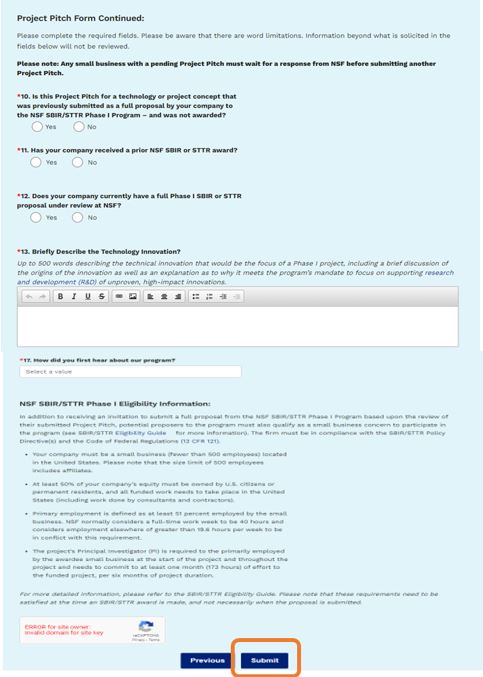 Project Pitch Form Continued:
Please complete the required fields. Please be aware that there are word limitations. Information beyond what is solicited in the
fields below will not be reviewed.
Please note: Any small business with a pending Project Pitch must wait for a response from NSF before submitting another
Project Pitch.
*10. Is this Project Pitch for a technology or project concept that
was previously submitted as a full proposal by your company to
the NSF SBIR/STTR Phase I Program – and was not awarded?
Yes No
*11. Has your company received a prior NSF SBIR or STTR award?
Yes No
*12. Does your company currently have a full Phase I SBIR or STTR
proposal under review at NSF?
Yes No
*13. Briefly Describe the Technology Innovation?
Up to 500 words describing the technical innovation that would be the focus of a Phase I project, including a brief discussion of
the origins of the innovation as well as an explanation as to why it meets the program's mandate to focus on supporting research
and development (R&D) of unproven, high-impact innovations.
B I U S
*17. How did you first hear about our program?
Select a value
NSF SBIR/STTR Phase I Eligibility Information:
In addition to receiving an invitation to submit a full proposal from the NSF SBIR/STTR Phase I Program based upon the review of
their submitted Project Pitch, potential proposers to the program must also qualify as a small business concern to participate in
the program (see SBIR/STTR Eligibility Guide for more information). The firm must be in compliance with the SBIR/STTR Policy
Directive(s) and the Code of Federal Regulations (13 CFR 121).
• Your company must be a small business (fewer than 500 employees) located
in the United States. Please note that the size limit of 500 employees
includes affiliates.
• At least 50% of your company's equity must be owned by U.S. citizens or
permanent residents, and all funded work needs to take place in the United
States (including work done by consultants and contractors).
• Primary employment is defined as at least 51 percent employed by the small
business. NSF normally considers a full-time work week to be 40 hours and
considers employment elsewhere of greater than 19.6 hours per week to be
in conflict with this requirement.
• The project's Principal Investigator (PI) is required to the primarily employed
by the awardee small business at the start of the project and throughout the
project and needs to commit to at least one month (173 hours) of effort to
the funded project, per six months of project duration.
For more detailed information, please refer to the SBIR/STTR Eligibility Guide. Please note that these requirements need to be
satisfied at the time an SBIR/STTR award is made, and not necessarily when the proposal is submitted.
ERROR for site owner:
Invalid domain for site key
reCAPTCHA
Privacy - Terms
Previous Submit